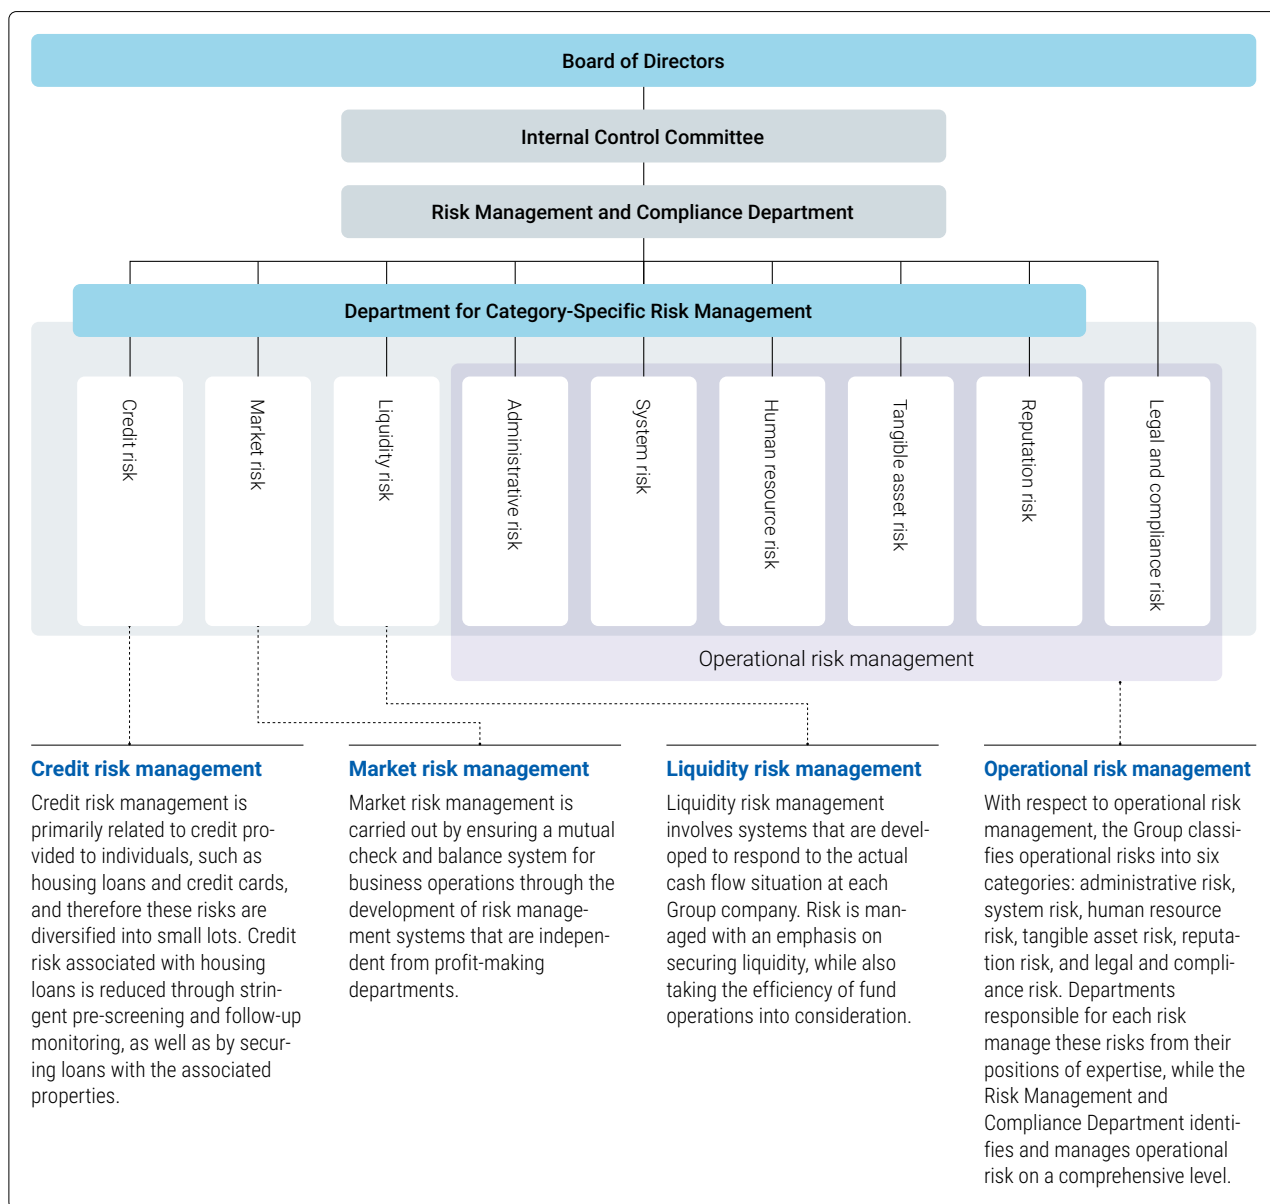 Board of Directors
Internal Control Committee
Risk Management and Compliance Department
Department for Category-Specific Risk Management
Credit risk
Market risk
Liquidity risk
Administrative risk
System risk
Human resource risk
Tangible asset risk
Reputation risk
Legal and compliance risk
Operational risk management
Credit risk management
Credit risk management is
primarily related to credit pro-
vided to individuals, such as
housing loans and credit cards,
and therefore these risks are
diversified into small lots. Credit
risk associated with housing
loans is reduced through strin-
gent pre-screening and follow-up
monitoring, as well as by secur-
ing loans with the associated
properties.
Market risk management
Market risk management is
carried out by ensuring a mutual
check and balance system for
business operations through the
development of risk manage-
ment systems that are indepen-
dent from profit-making
departments.
Liquidity risk management
Liquidity risk management
involves systems that are devel-
oped to respond to the actual
cash flow situation at each
Group company. Risk is man-
aged with an emphasis on
securing liquidity, while also
taking the efficiency of fund
operations into consideration.
Operational risk management
With respect to operational risk
management, the Group classi-
fies operational risks into six
categories: administrative risk,
system risk, human resource
risk, tangible asset risk, reputa-
tion risk, and legal and compli-
ance risk. Departments
responsible for each risk
manage these risks from their
positions of expertise, while the
Risk Management and
Compliance Department identi-
fies and manages operational
risk on a comprehensive level.